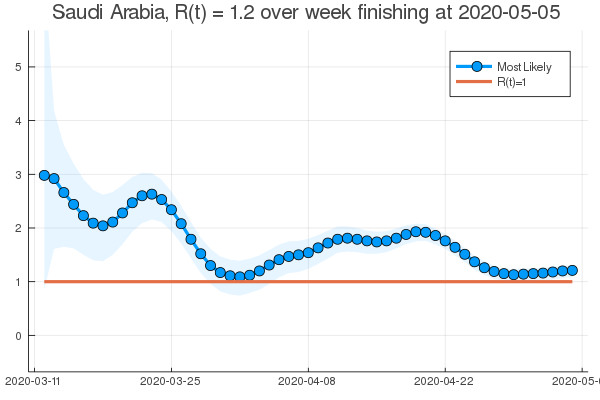 Saudi Arabia, R(t) = 1.2 over week finishing at 2020-05-05
Most Likely
R(t)=1
5
4
3
2
1
0
2020-03-11 2020-03-25 2020-04-08 2020-04-22